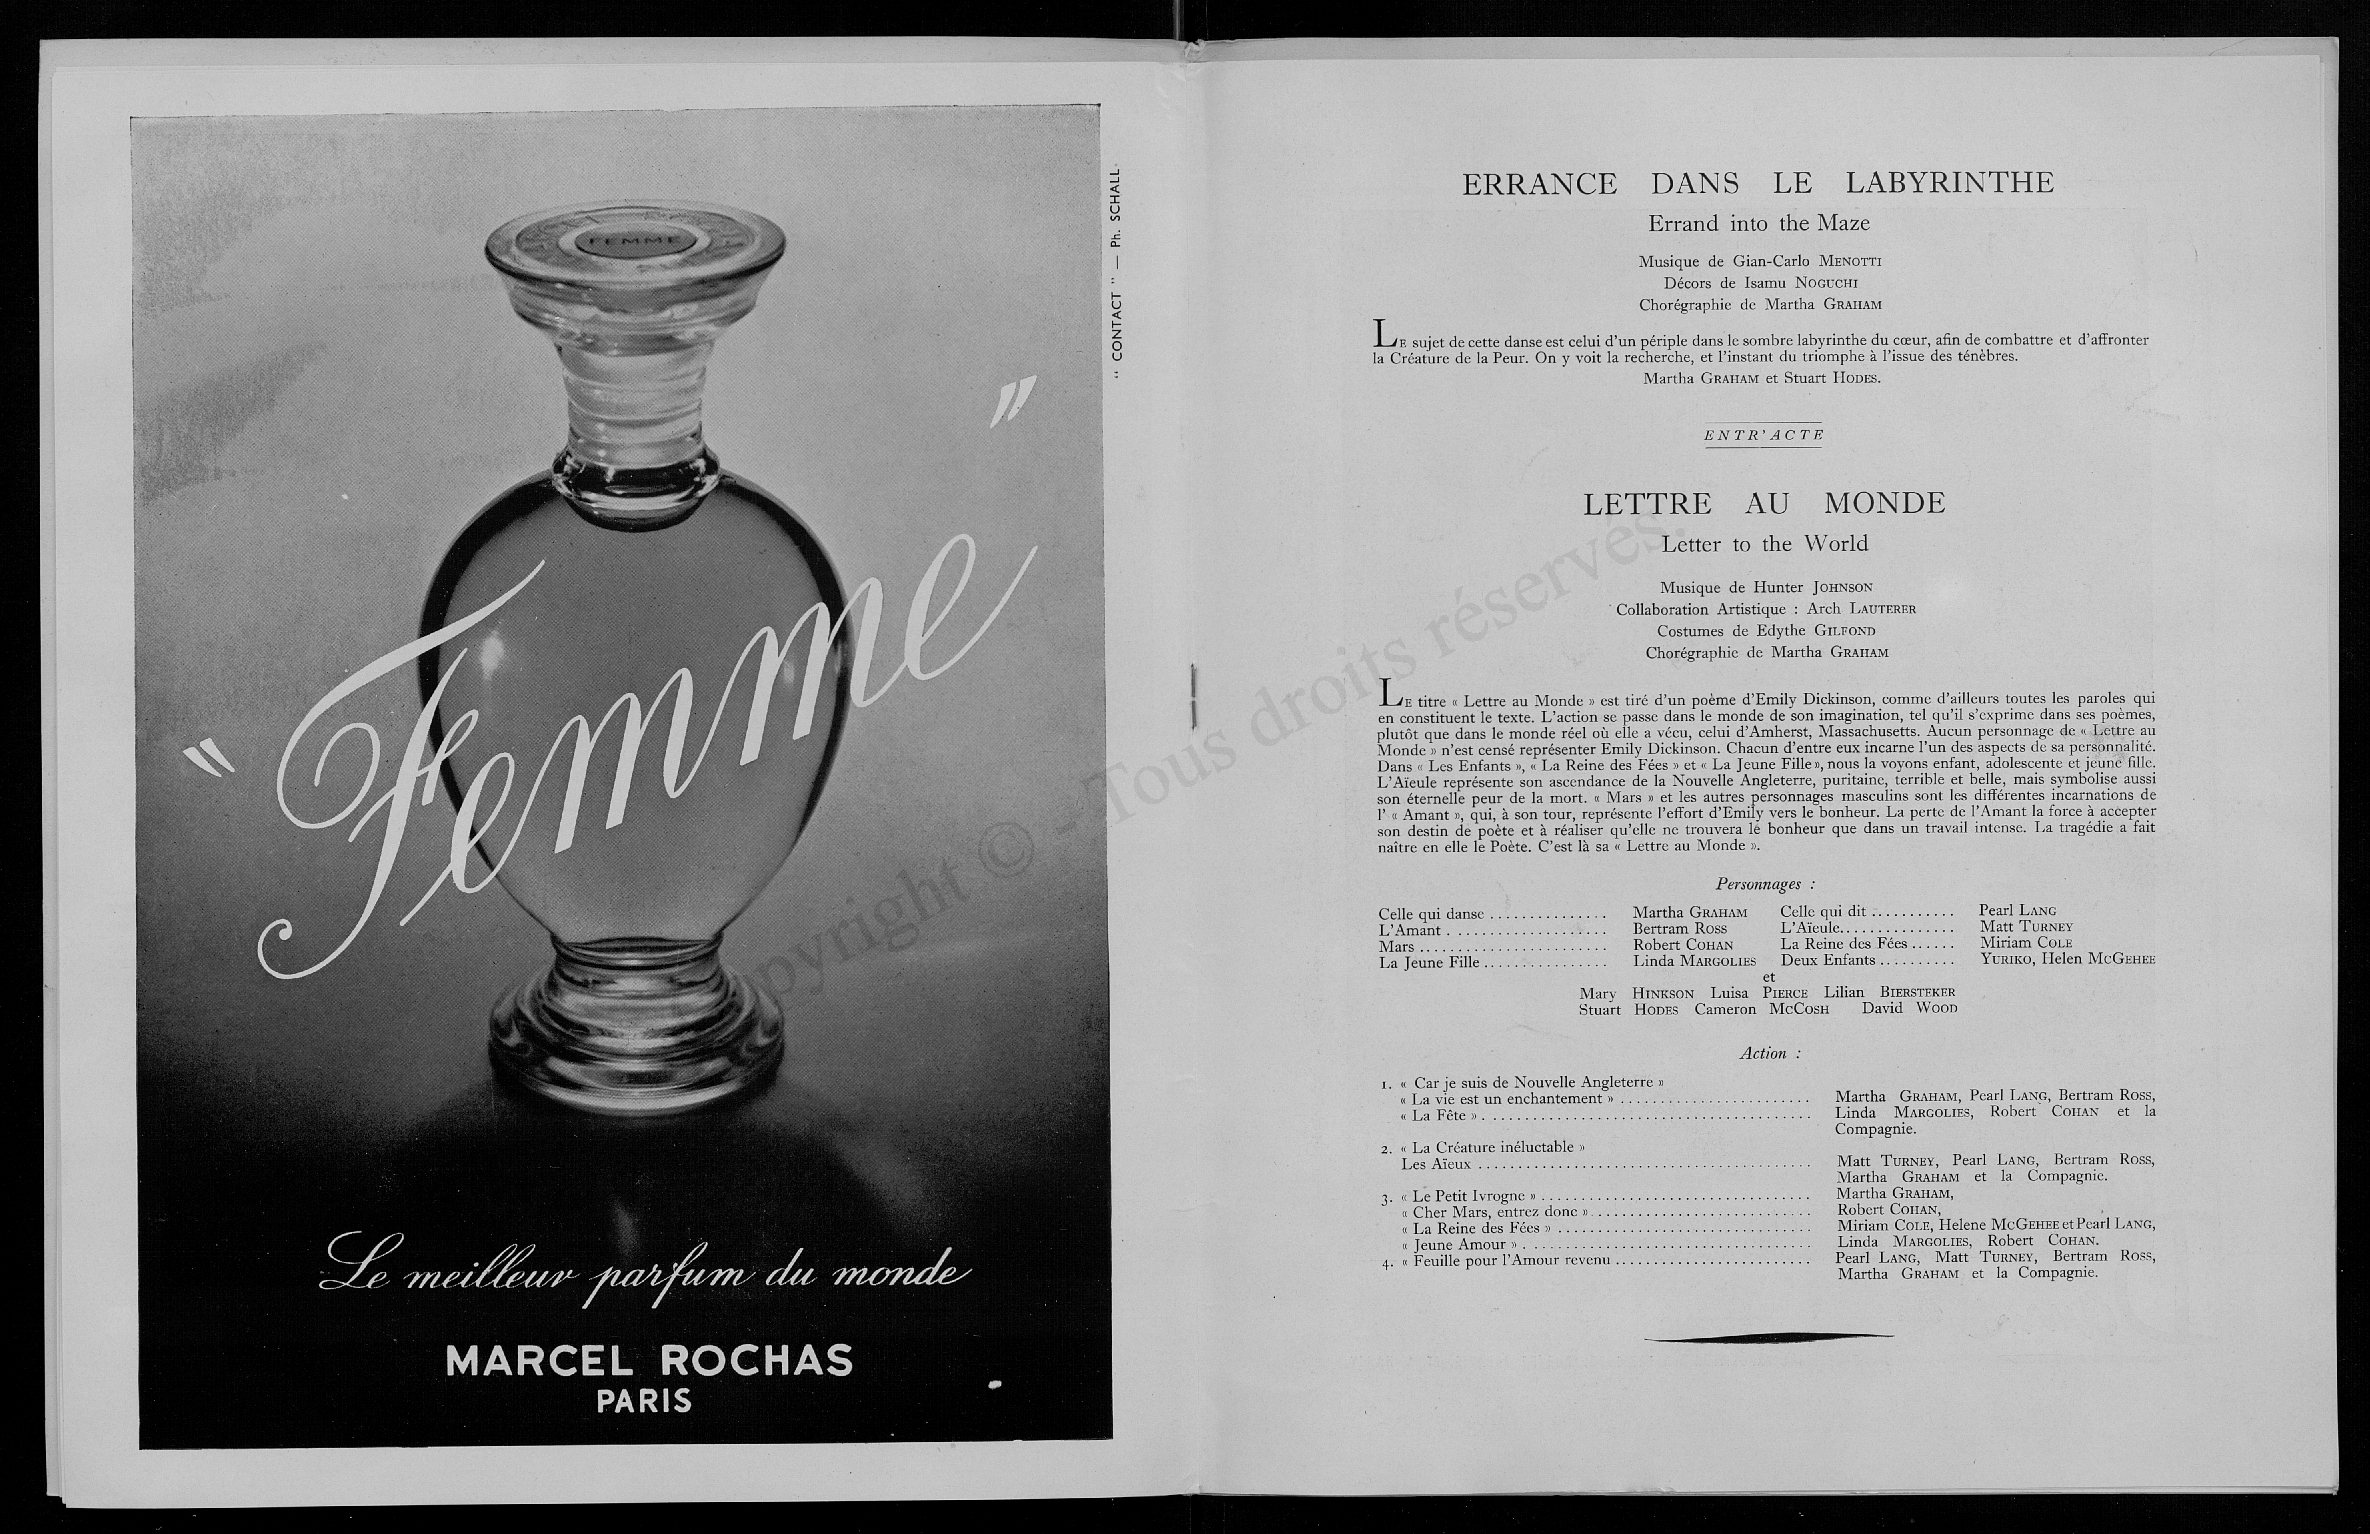 FEMME
" Femme "
Le meilleur parfum du monde
MARCEL ROCHAS
PARIS
" CONTACT " — Ph. SCHALL.
ERRANCE DANS LE LABYRINTHE
Errand into the Maze
Musique de Gian-Carlo MENOTTI
Décors de Isamu NOGUCHI
Chorégraphie de Martha GRAHAM
LE sujet de cette danse est celui d'un périple dans le sombre labyrinthe du cœur, afin de combattre et d'affronter
la Créature de la Peur. On y voit la recherche, et l'instant du triomphe à l'issue des ténèbres.
Martha GRAHAM et Stuart HODES.
ENTR'ACTE
LETTRE AU MONDE
Letter to the World
Musique de Hunter JOHNSON
Collaboration Artistique : Arch LAUTERER
Costumes de Edythe GILFOND
Chorégraphie de Martha GRAHAM
LE titre « Lettre au Monde » est tiré d'un poème d'Emily Dickinson, comme d'ailleurs toutes les paroles qui
en constituent le texte. L'action se passe dans le monde de son imagination, tel qu'il s'exprime dans ses poèmes,
plutôt que dans le monde réel où elle a vécu, celui d'Amherst, Massachusetts. Aucun personnage de « Lettre au
Monde » n'est censé représenter Emily Dickinson. Chacun d'entre eux incarne l'un des aspects de sa personnalité.
Dans « Les Enfants », « La Reine des Fées » et « La Jeune Fille », nous la voyons enfant, adolescente et jeune fille.
L'Aïeule représente son ascendance de la Nouvelle Angleterre, puritaine, terrible et belle, mais symbolise aussi
son éternelle peur de la mort. « Mars » et les autres personnages masculins sont les différentes incarnations de
l' « Amant », qui, à son tour, représente l'effort d'Emily vers le bonheur. La perte de l'Amant la force à accepter
son destin de poète et à réaliser qu'elle ne trouvera le bonheur que dans un travail intense. La tragédie a fait
naître en elle le Poète. C'est là sa « Lettre au Monde ».
Personnages :
Celle qui danse ............... Martha GRAHAM Celle qui dit ........... Pearl LANG
L'Amant .................... Bertram ROSS L'Aïeule............... Matt TURNEY
Mars ........................ Robert COHAN La Reine des Fées ...... Miriam COLE
La Jeune Fille ................ Linda MARGOLIES Deux Enfants .......... YURIKO, Helen MCGEHEE
et
Mary HINKSON Luisa PIERCE Lilian BIERSTEKER
Stuart HODES Cameron MCCOSH David WOOD
Action :
1. « Car je suis de Nouvelle Angleterre »
« La vie est un enchantement » ........................ Martha GRAHAM, Pearl LANG, Bertram ROSS,
« La Fête » .......................................... Linda MARGOLIES, Robert COHAN et la
Compagnie.
2. « La Créature inéluctable »
Les Aïeux .......................................... Matt TURNEY, Pearl LANG, Bertram ROSS,
Martha GRAHAM et la Compagnie.
3. « Le Petit Ivrogne » .................................. Martha GRAHAM,
« Cher Mars, entrez donc » ............................ Robert COHAN,
« La Reine des Fées » ................................ Miriam COLE, Helene MCGEHEE et Pearl LANG,
« Jeune Amour » ..................................... Linda MARGOLIES, Robert COHAN.
4. « Feuille pour l'Amour revenu ......................... Pearl LANG, Matt TURNEY, Bertram ROSS,
Martha GRAHAM et la Compagnie.
Copyright © - Tous droits réservés.